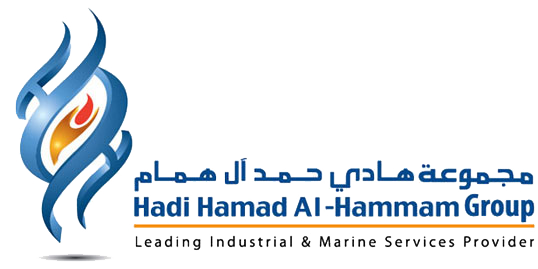 مجموعة هادي حمد آل همام
Hadi Hamad Al-Hammam Group
Leading Industrial & Marine Services Provider